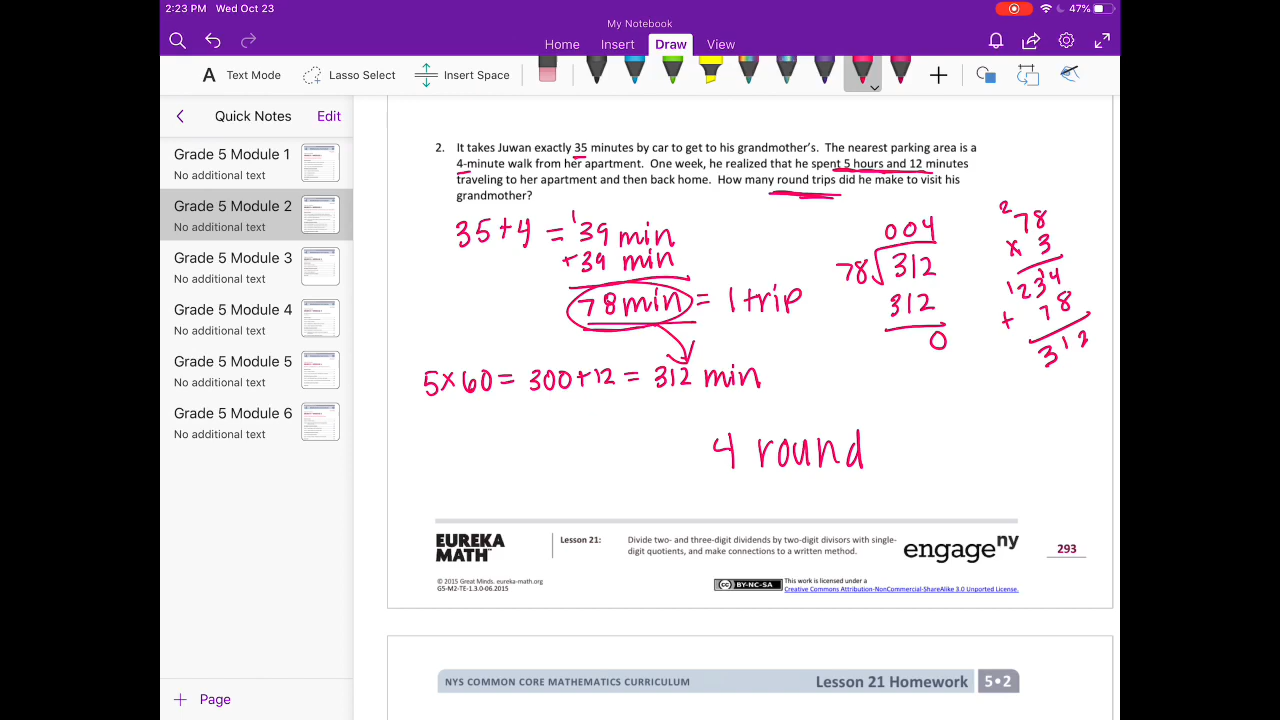 2:23 PM Wed Oct 23
47%
My Notebook
Home Insert Draw View
A Text Mode Lasso Select Insert Space
Quick Notes Edit
Grade 5 Module 1
No additional text
Grade 5 Module 2
No additional text
Grade 5 Module 3
No additional text
Grade 5 Module 4
No additional text
Grade 5 Module 5
No additional text
Grade 5 Module 6
No additional text
+ Page
2. It takes Juwan exactly 35 minutes by car to get to his grandmother's. The nearest parking area is a
4-minute walk from her apartment. One week, he realized that he spent 5 hours and 12 minutes
traveling to her apartment and then back home. How many round trips did he make to visit his
grandmother?
35+4 = 39 min
1
+39 min
78 min = 1 trip
5×60 = 300+12 = 312 min
004
78 312
312
0
2
78
× 3
1
1234
+ 78
312
4 round
EUREKA
MATH™
Lesson 21:
Divide two- and three-digit dividends by two-digit divisors with single-
digit quotients, and make connections to a written method.
engageny
293
© 2015 Great Minds. eureka-math.org
G5-M2-TE-1.3.0-06.2015
cc BY-NC-SA
This work is licensed under a
Creative Commons Attribution-NonCommercial-ShareAlike 3.0 Unported License.
NYS COMMON CORE MATHEMATICS CURRICULUM
Lesson 21 Homework 5•2